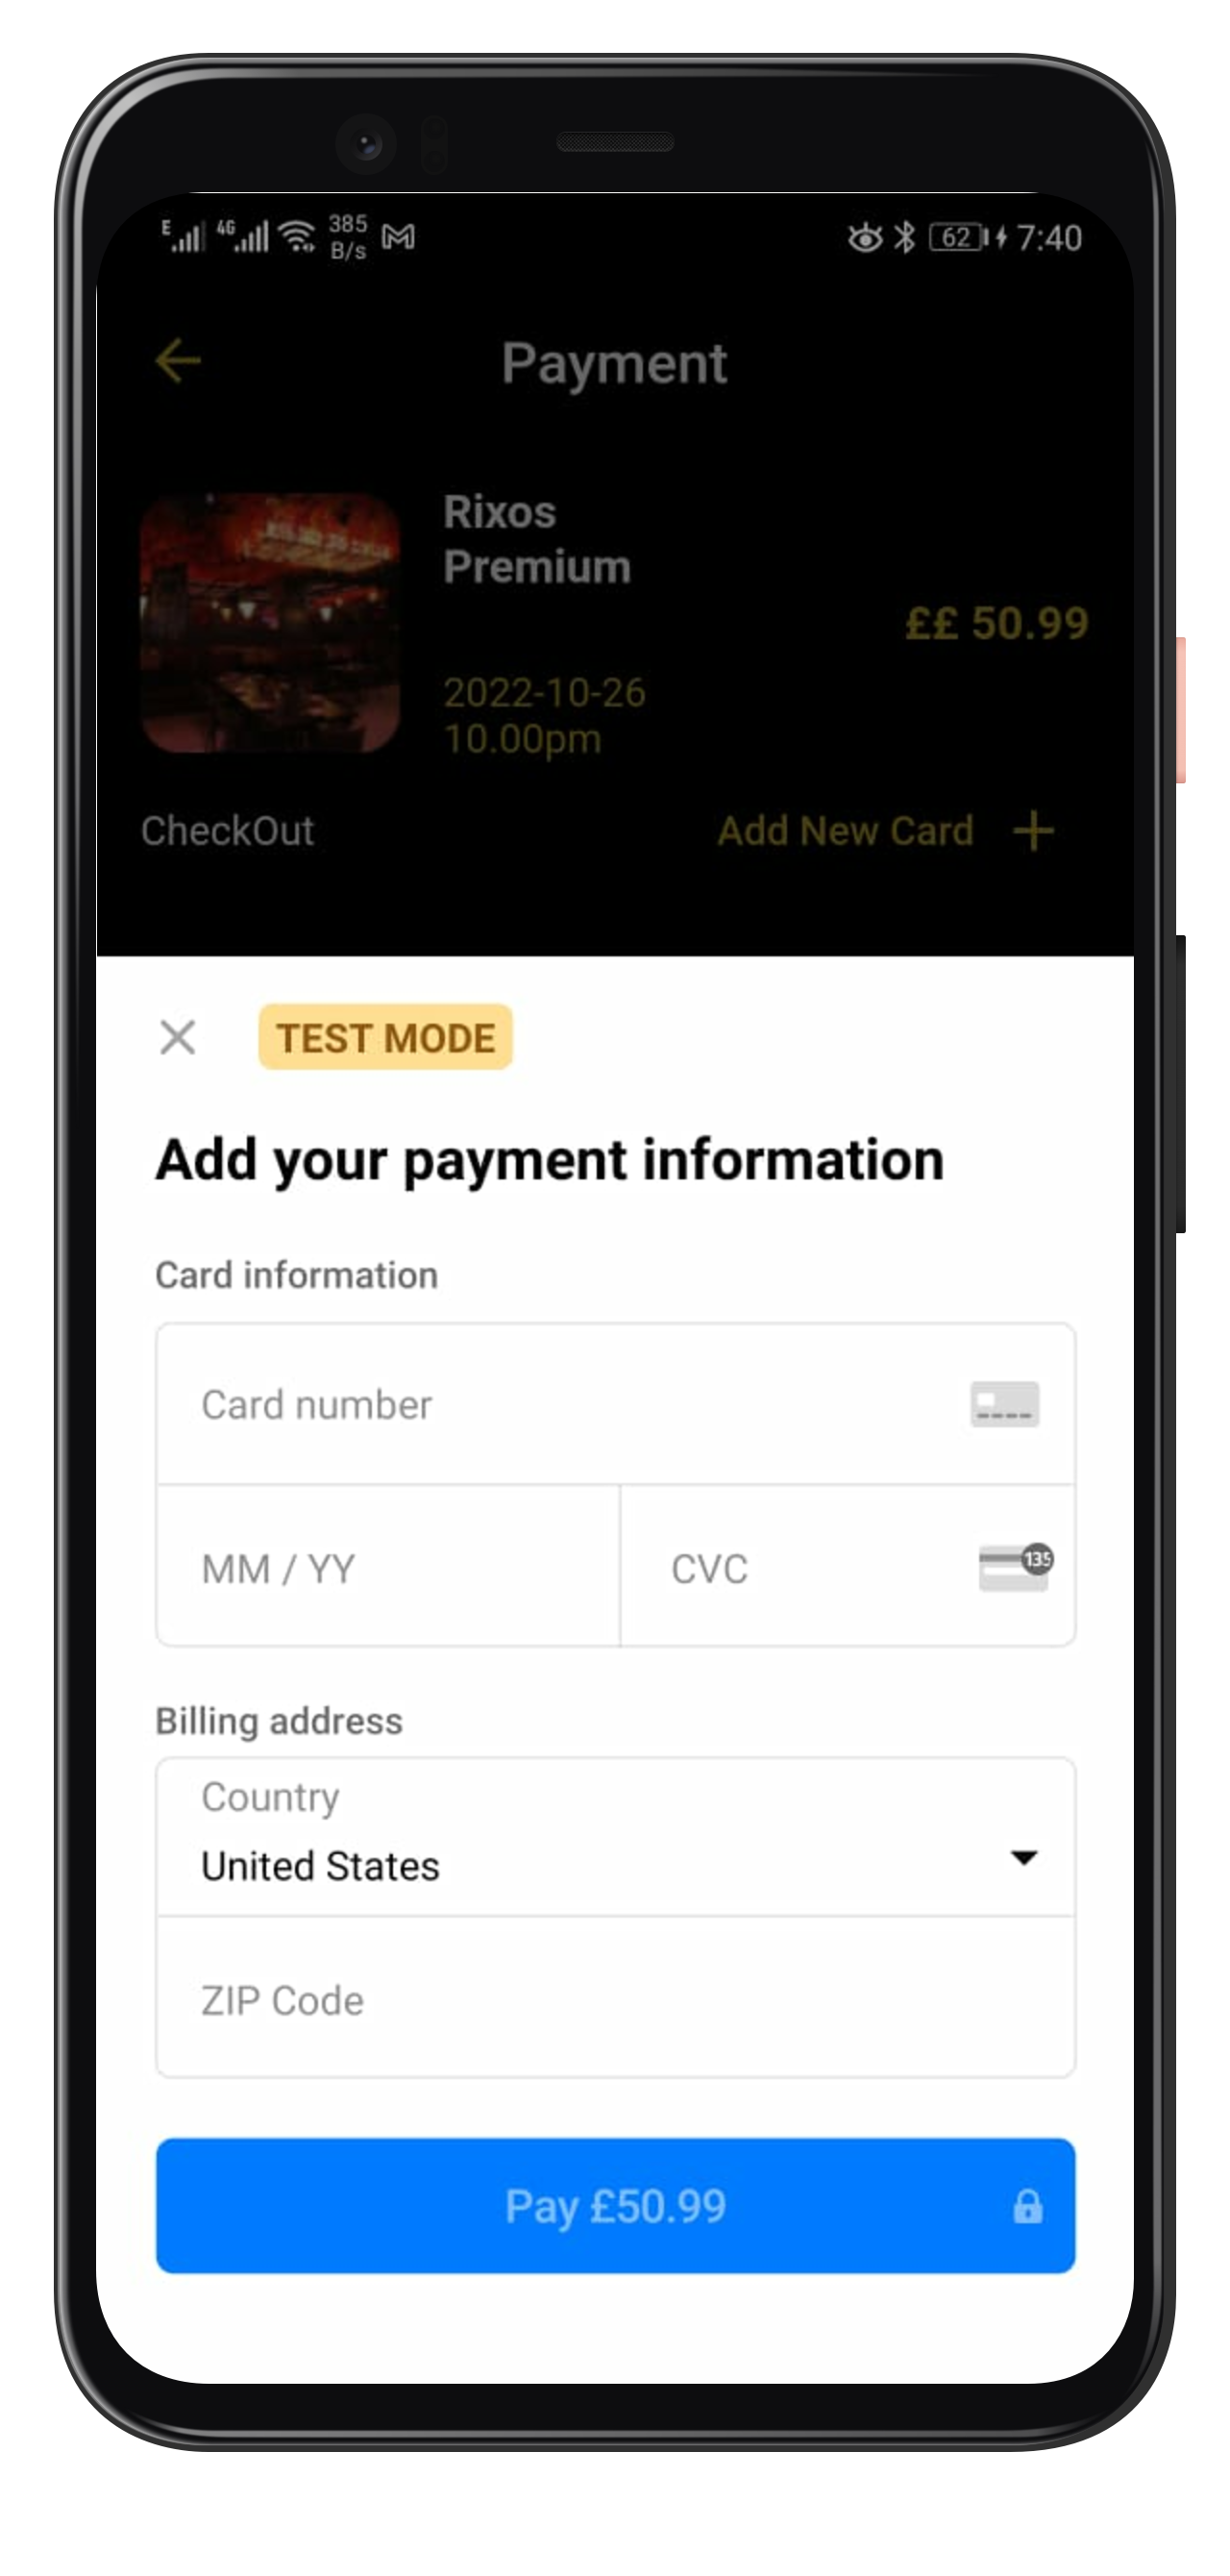 E 4G 385 B/s 62 7:40
Payment
Rixos
Premium
££ 50.99
2022-10-26
10.00pm
CheckOut Add New Card
TEST MODE
Add your payment information
Card information
Card number
MM / YY CVC 135
Billing address
Country
United States
ZIP Code
Pay £50.99